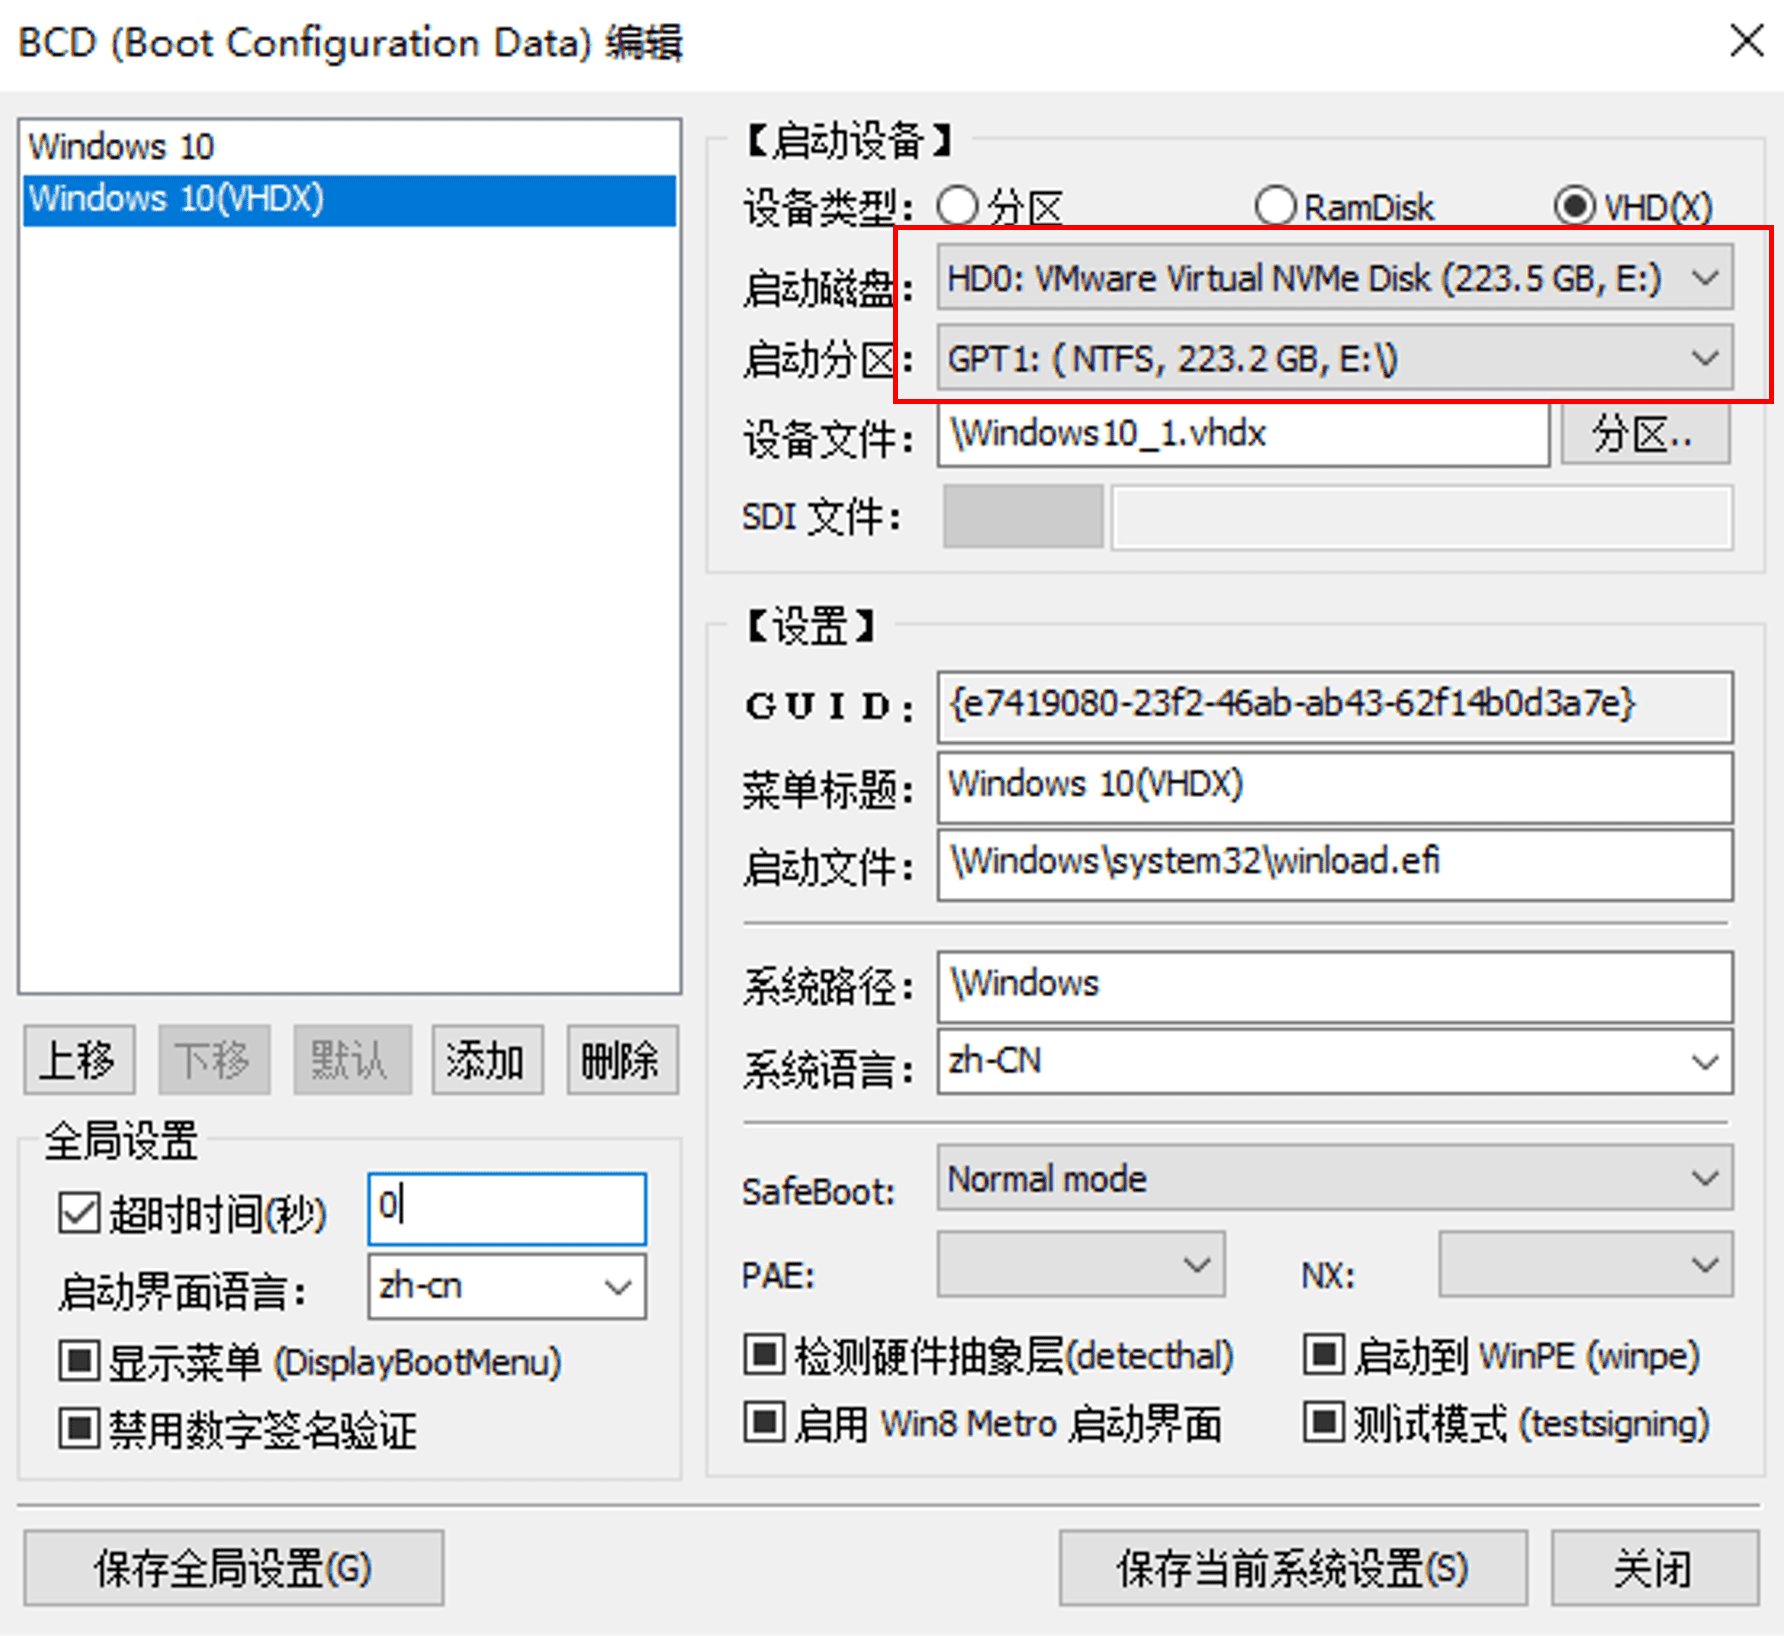 BCD (Boot Configuration Data) 编辑
Windows 10
Windows 10(VHDX)
上移 下移 默认 添加 删除
全局设置
超时时间(秒) 0
启动界面语言： zh-cn
显示菜单 (DisplayBootMenu)
禁用数字签名验证
【启动设备】
设备类型： 分区 RamDisk VHD(X)
启动磁盘： HD0: VMware Virtual NVMe Disk (223.5 GB, E:)
启动分区： GPT1: ( NTFS, 223.2 GB, E:\)
设备文件： \Windows10_1.vhdx 分区..
SDI 文件：
【设置】
GUID： {e7419080-23f2-46ab-ab43-62f14b0d3a7e}
菜单标题： Windows 10(VHDX)
启动文件： \Windows\system32\winload.efi
系统路径： \Windows
系统语言： zh-CN
SafeBoot: Normal mode
PAE: NX:
检测硬件抽象层(detecthal) 启动到 WinPE (winpe)
启用 Win8 Metro 启动界面 测试模式 (testsigning)
保存全局设置(G) 保存当前系统设置(S) 关闭